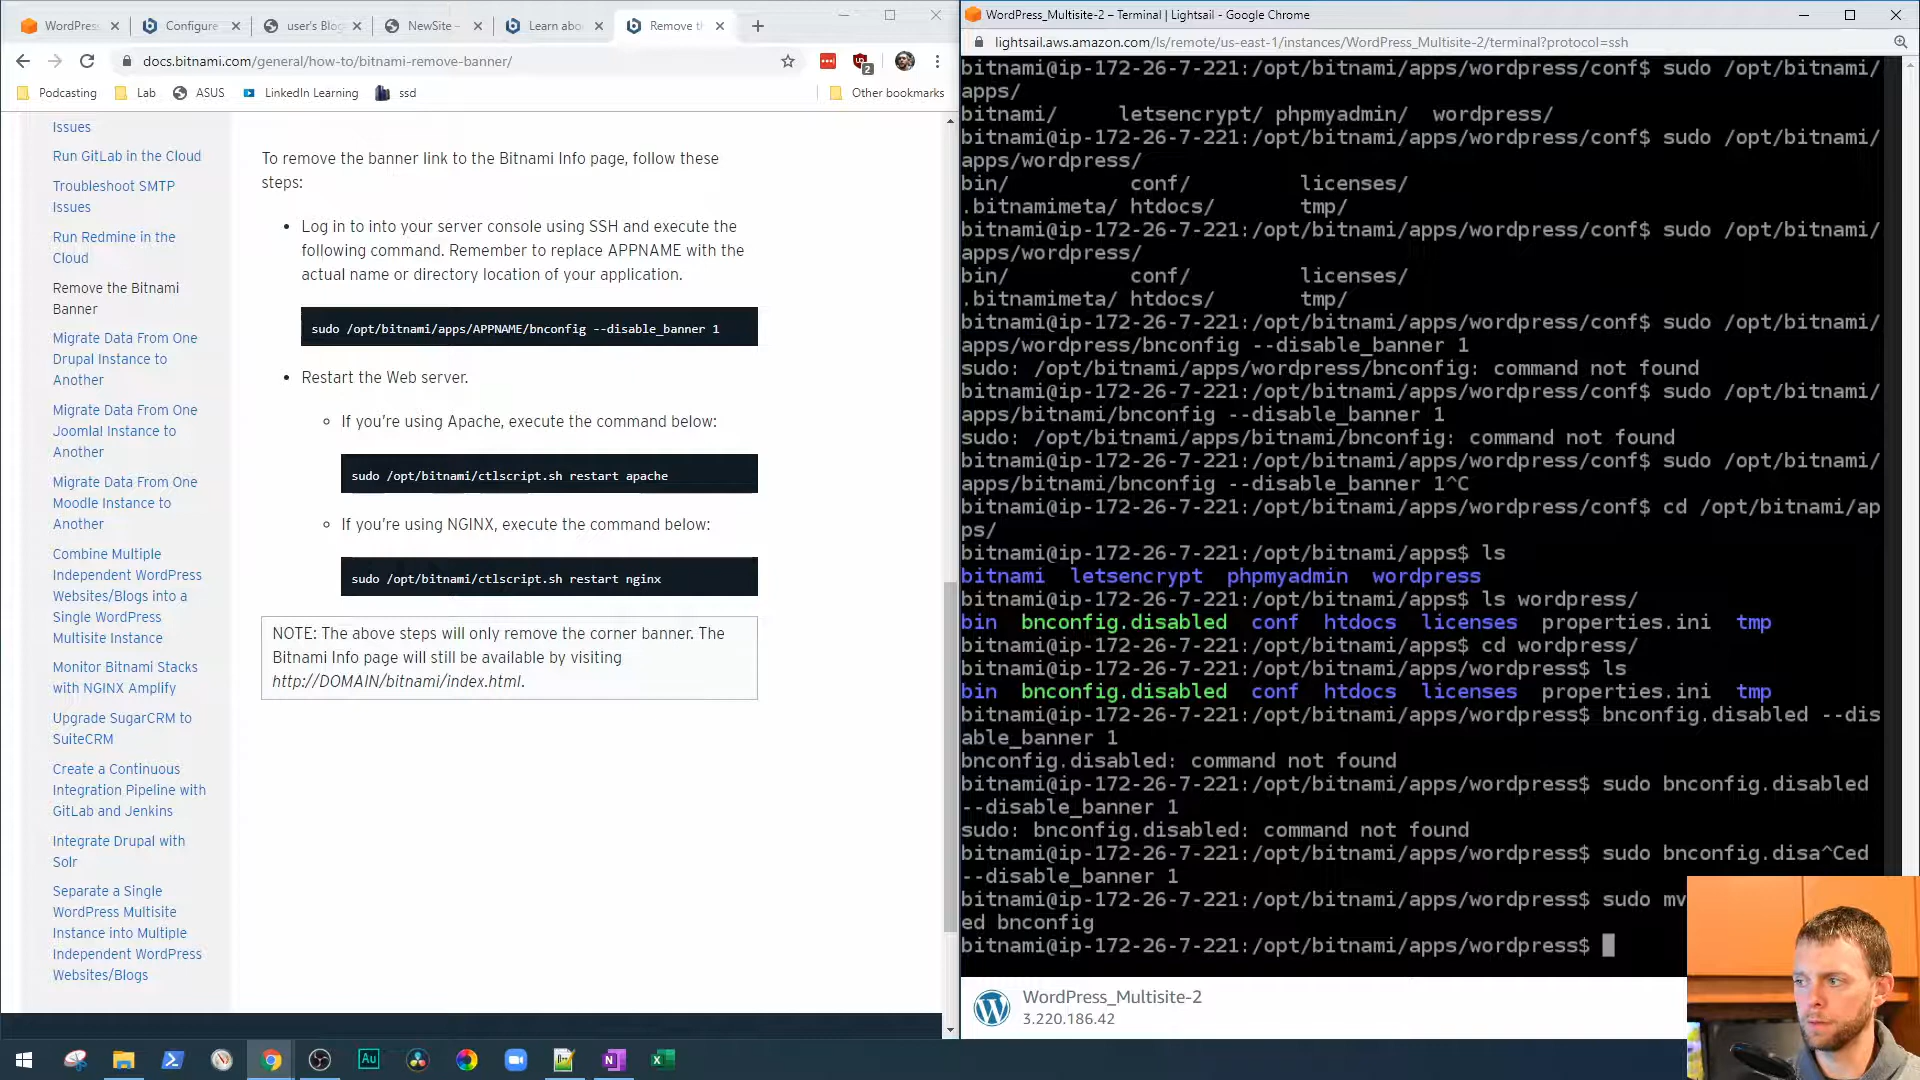 WordPres
Configure
user's Blog
NewSite -
Learn abo
Remove th
docs.bitnami.com/general/how-to/bitnami-remove-banner/
2
Podcasting
Lab
ASUS
LinkedIn Learning
ssd
Other bookmarks
Issues
Run GitLab in the Cloud
Troubleshoot SMTP
Issues
Run Redmine in the
Cloud
Remove the Bitnami
Banner
Migrate Data From One
Drupal Instance to
Another
Migrate Data From One
Joomla! Instance to
Another
Migrate Data From One
Moodle Instance to
Another
Combine Multiple
Independent WordPress
Websites/Blogs into a
Single WordPress
Multisite Instance
Monitor Bitnami Stacks
with NGINX Amplify
Upgrade SugarCRM to
SuiteCRM
Create a Continuous
Integration Pipeline with
GitLab and Jenkins
Integrate Drupal with
Solr
Separate a Single
WordPress Multisite
Instance into Multiple
Independent WordPress
Websites/Blogs
To remove the banner link to the Bitnami Info page, follow these
steps:
• Log in to into your server console using SSH and execute the
following command. Remember to replace APPNAME with the
actual name or directory location of your application.
sudo /opt/bitnami/apps/APPNAME/bnconfig --disable_banner 1
• Restart the Web server.
If you're using Apache, execute the command below:
sudo /opt/bitnami/ctlscript.sh restart apache
If you're using NGINX, execute the command below:
sudo /opt/bitnami/ctlscript.sh restart nginx
NOTE: The above steps will only remove the corner banner. The
Bitnami Info page will still be available by visiting
http://DOMAIN/bitnami/index.html.
WordPress_Multisite-2 – Terminal | Lightsail - Google Chrome
lightsail.aws.amazon.com/ls/remote/us-east-1/instances/WordPress_Multisite-2/terminal?protocol=ssh
bitnami@ip-172-26-7-221:/opt/bitnami/apps/wordpress/conf$ sudo /opt/bitnami/
apps/
bitnami/ letsencrypt/ phpmyadmin/ wordpress/
bitnami@ip-172-26-7-221:/opt/bitnami/apps/wordpress/conf$ sudo /opt/bitnami/
apps/wordpress/
bin/ conf/ licenses/
.bitnamimeta/ htdocs/ tmp/
bitnami@ip-172-26-7-221:/opt/bitnami/apps/wordpress/conf$ sudo /opt/bitnami/
apps/wordpress/
bin/ conf/ licenses/
.bitnamimeta/ htdocs/ tmp/
bitnami@ip-172-26-7-221:/opt/bitnami/apps/wordpress/conf$ sudo /opt/bitnami/
apps/wordpress/bnconfig --disable_banner 1
sudo: /opt/bitnami/apps/wordpress/bnconfig: command not found
bitnami@ip-172-26-7-221:/opt/bitnami/apps/wordpress/conf$ sudo /opt/bitnami/
apps/bitnami/bnconfig --disable_banner 1
sudo: /opt/bitnami/apps/bitnami/bnconfig: command not found
bitnami@ip-172-26-7-221:/opt/bitnami/apps/wordpress/conf$ sudo /opt/bitnami/
apps/bitnami/bnconfig --disable_banner 1^C
bitnami@ip-172-26-7-221:/opt/bitnami/apps/wordpress/conf$ cd /opt/bitnami/ap
ps/
bitnami@ip-172-26-7-221:/opt/bitnami/apps$ ls
bitnami letsencrypt phpmyadmin wordpress
bitnami@ip-172-26-7-221:/opt/bitnami/apps$ ls wordpress/
bin bnconfig.disabled conf htdocs licenses properties.ini tmp
bitnami@ip-172-26-7-221:/opt/bitnami/apps$ cd wordpress/
bitnami@ip-172-26-7-221:/opt/bitnami/apps/wordpress$ ls
bin bnconfig.disabled conf htdocs licenses properties.ini tmp
bitnami@ip-172-26-7-221:/opt/bitnami/apps/wordpress$ bnconfig.disabled --dis
able_banner 1
bnconfig.disabled: command not found
bitnami@ip-172-26-7-221:/opt/bitnami/apps/wordpress$ sudo bnconfig.disabled
--disable_banner 1
sudo: bnconfig.disabled: command not found
bitnami@ip-172-26-7-221:/opt/bitnami/apps/wordpress$ sudo bnconfig.disa^Ced
--disable_banner 1
bitnami@ip-172-26-7-221:/opt/bitnami/apps/wordpress$ sudo mv
ed bnconfig
bitnami@ip-172-26-7-221:/opt/bitnami/apps/wordpress$
WordPress_Multisite-2
3.220.186.42
Au
N
X